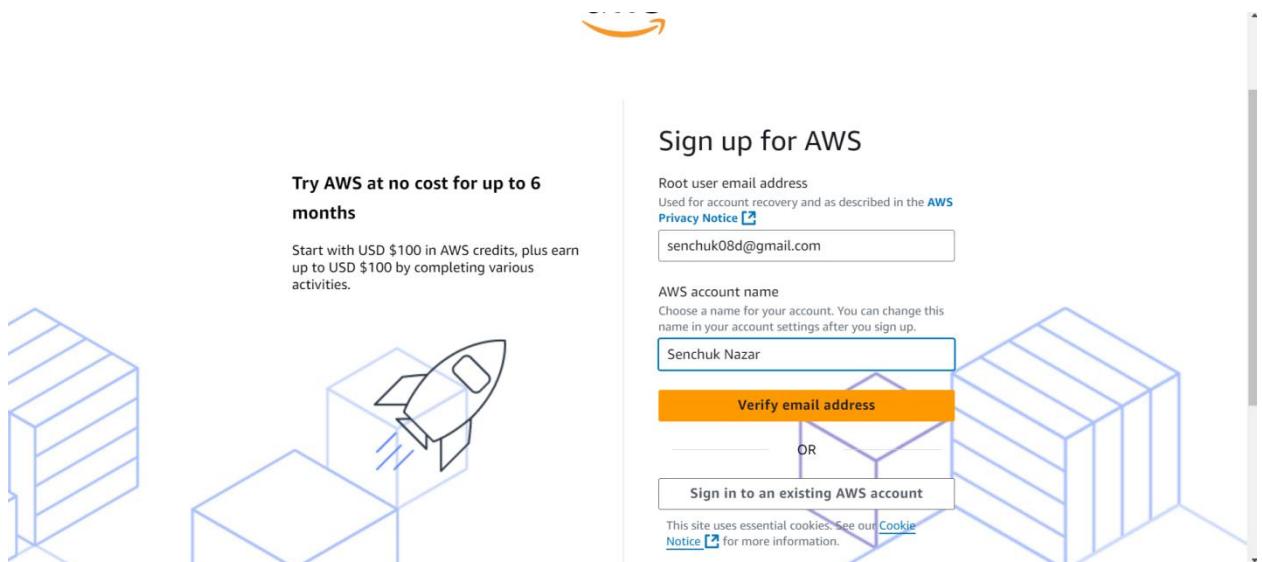 Try AWS at no cost for up to 6
months
Start with USD $100 in AWS credits, plus earn
up to USD $100 by completing various
activities.
Sign up for AWS
Root user email address
Used for account recovery and as described in the AWS
Privacy Notice
senchuk08d@gmail.com
AWS account name
Choose a name for your account. You can change this
name in your account settings after you sign up.
Senchuk Nazar
Verify email address
OR
Sign in to an existing AWS account
This site uses essential cookies. See our Cookie
Notice for more information.